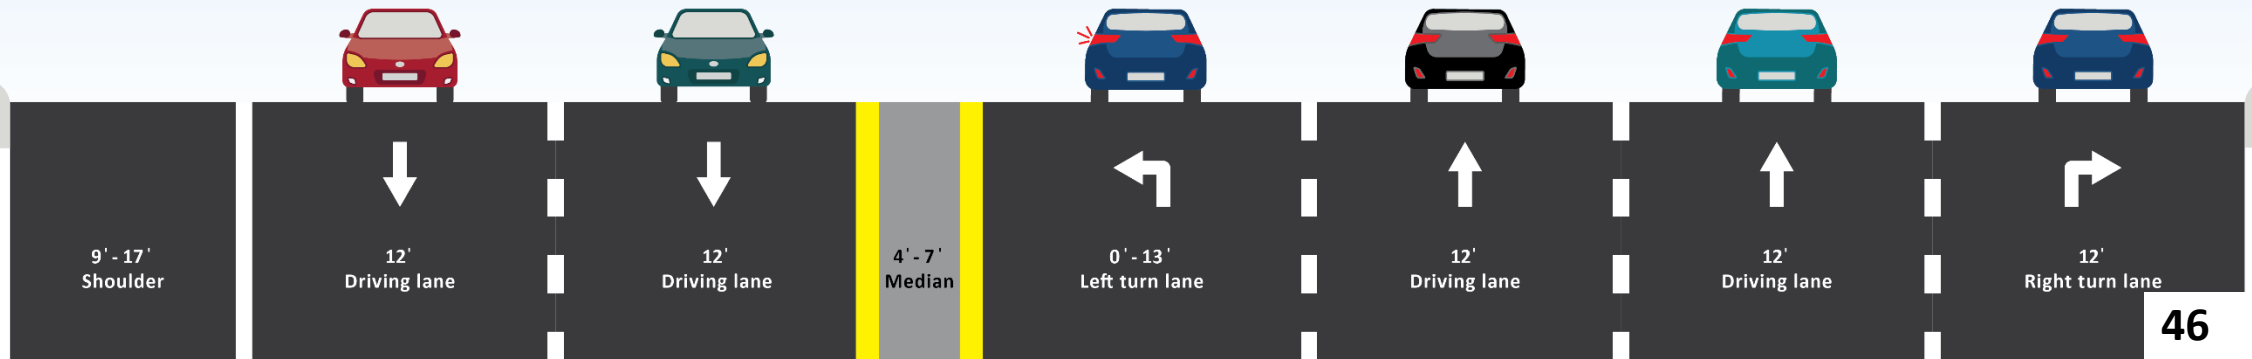 9'-17'
Shoulder
12'
Driving lane
12'
Driving lane
4'-7'
Median
0'-13'
Left turn lane
12'
Driving lane
12'
Driving lane
12'
Right turn lane
46